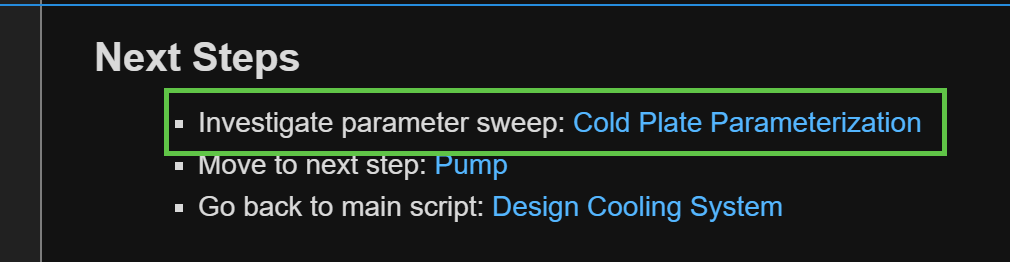 Next Steps
Investigate parameter sweep: Cold Plate Parameterization
Move to next step: Pump
Go back to main script: Design Cooling System